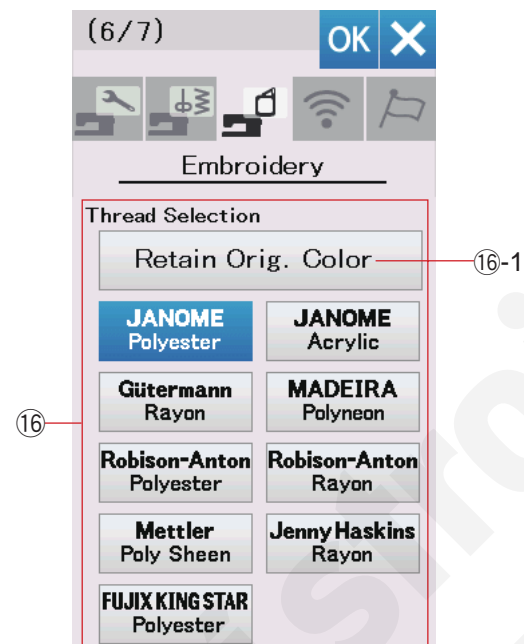 (6/7)
OK
Embroidery
Thread Selection
Retain Orig. Color
⑯-1
JANOME
Polyester
JANOME
Acrylic
⑯
Gütermann
Rayon
MADEIRA
Polyneon
Robison-Anton
Polyester
Robison-Anton
Rayon
Mettler
Poly Sheen
Jenny Haskins
Rayon
FUJIX KING STAR
Polyester